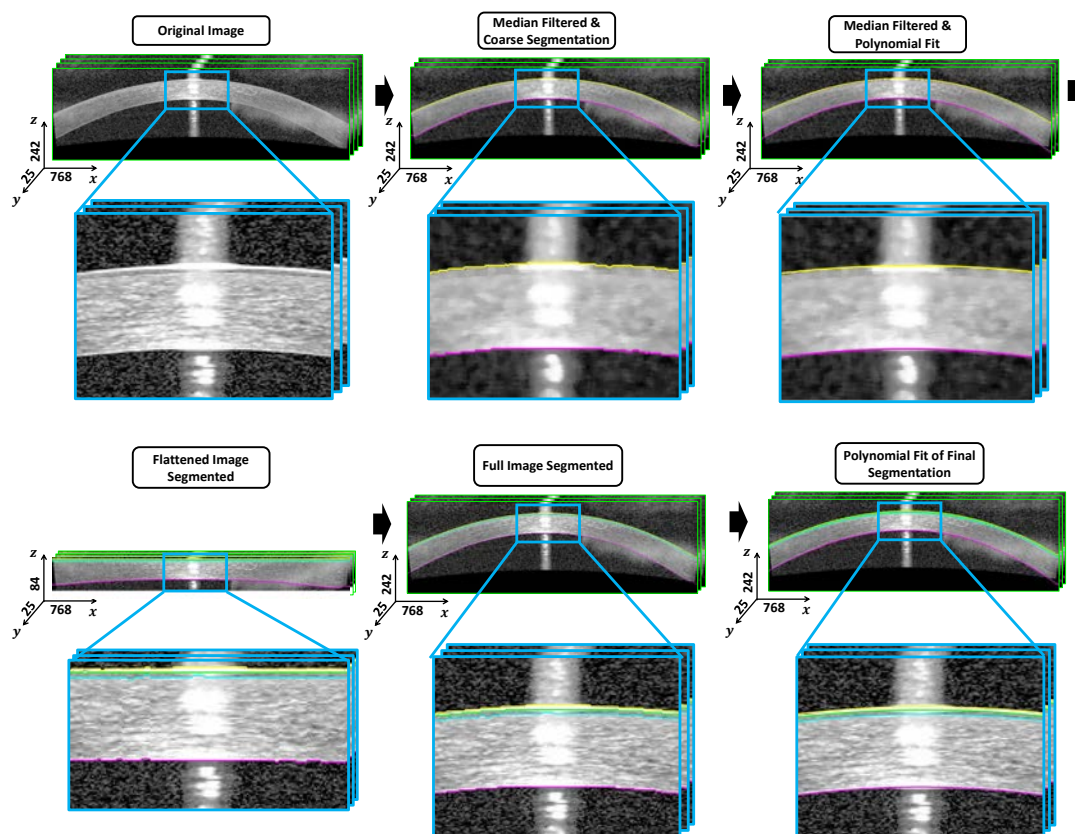 Original Image
Median Filtered &
Coarse Segmentation
Median Filtered &
Polynomial Fit
z
242
25
768
x
y
z
242
25
768
x
y
z
242
25
768
x
y
Flattened Image
Segmented
Full Image Segmented
Polynomial Fit of Final
Segmentation
z
84
25
768
x
y
z
242
25
768
x
y
z
242
25
768
x
y